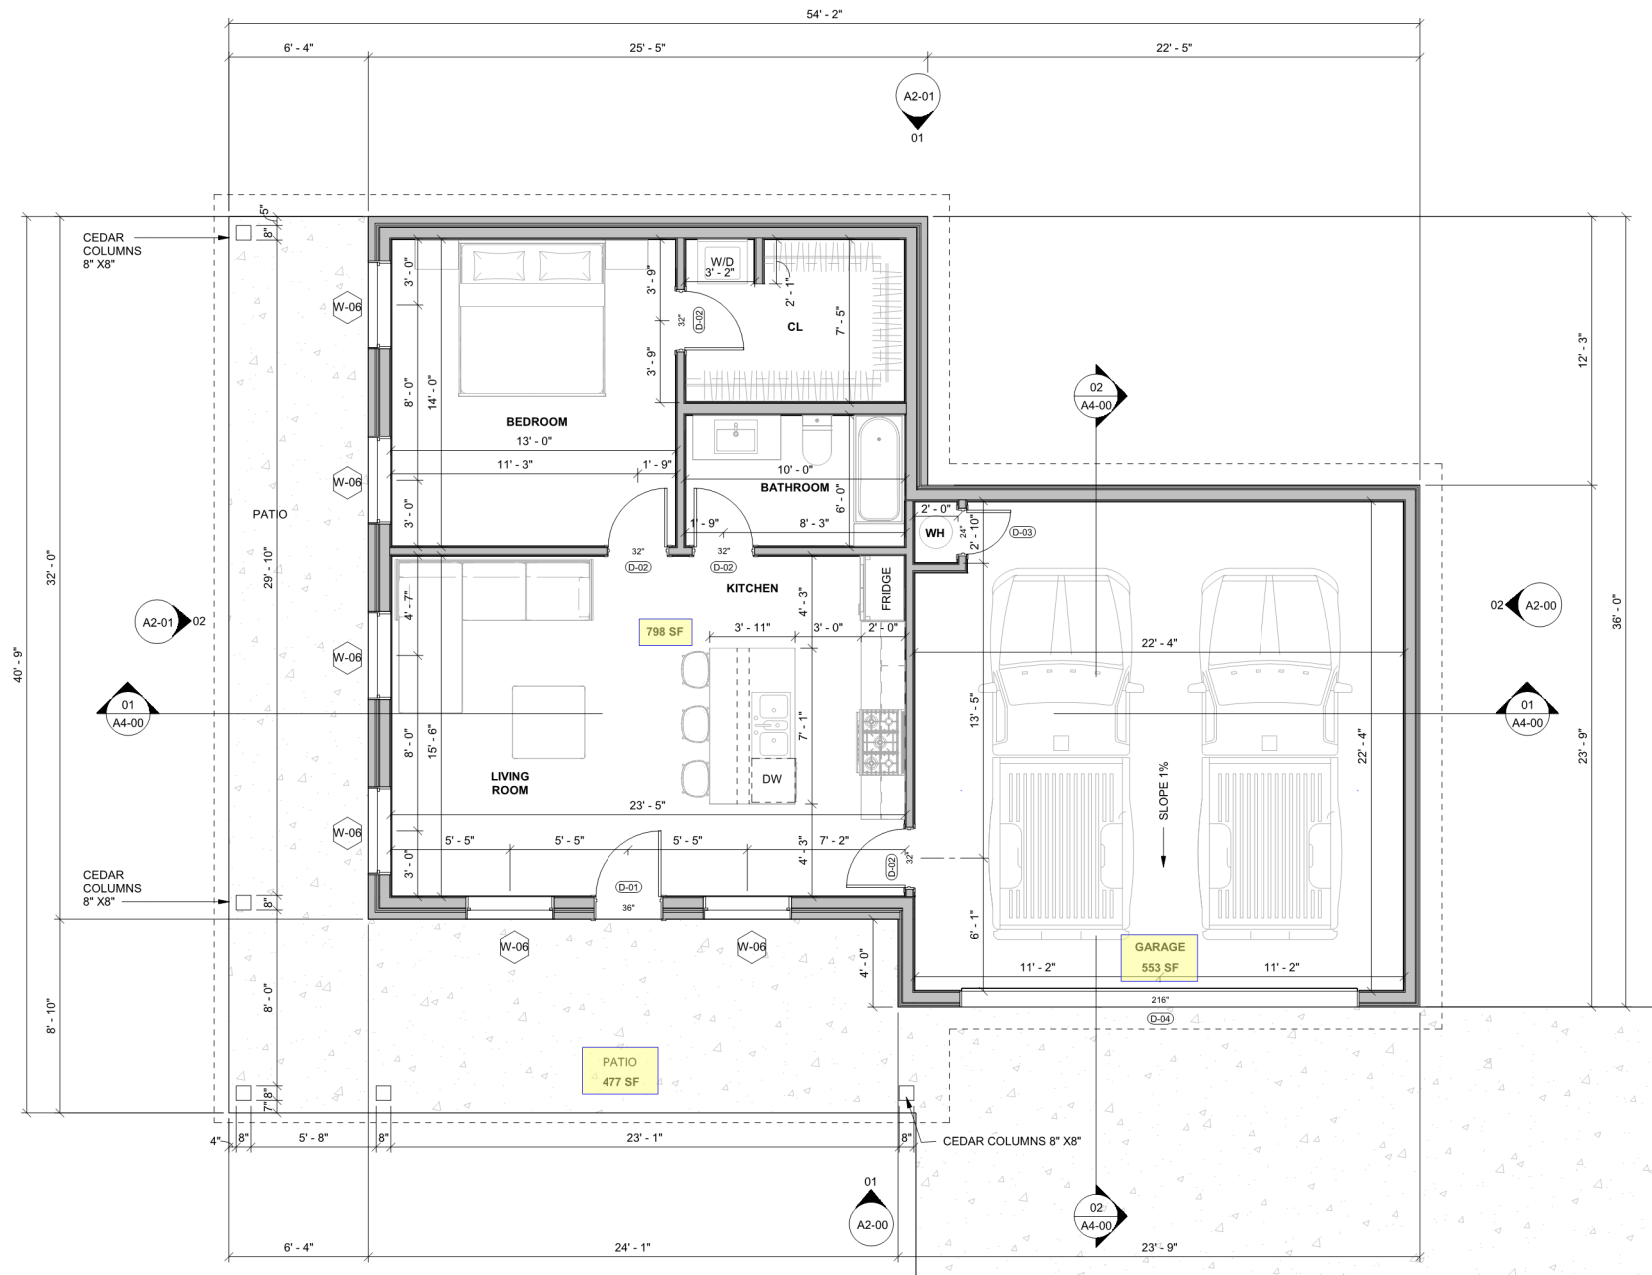 54' - 2"
6' - 4"
25' - 5"
22' - 5"
A2-01
01
5"
8"
CEDAR
COLUMNS
8" X8"
W/D
3' - 2"
3' - 0"
3' - 9"
2' - 1"
W-06
32"
D-02
CL
7' - 5"
3' - 9"
12' - 3"
8' - 0"
14' - 0"
02
A4-00
BEDROOM
13' - 0"
11' - 3"
1' - 9"
10' - 0"
BATHROOM
6' - 0"
W-06
PATIO
3' - 0"
1' - 9"
8' - 3"
2' - 0"
WH
24"
2' - 10"
D-03
32"
D-02
32"
D-02
KITCHEN
FRIDGE
32' - 0"
29' - 10"
4' - 7"
4' - 3"
A2-01
02
02
A2-00
36' - 0"
798 SF
3' - 11"
3' - 0"
2' - 0"
22' - 4"
W-06
40' - 9"
01
A4-00
01
A4-00
8' - 0"
15' - 6"
7' - 1"
13' - 5"
22' - 4"
23' - 9"
LIVING
ROOM
DW
SLOPE 1%
23' - 5"
W-06
5' - 5"
5' - 5"
5' - 5"
7' - 2"
3' - 0"
4' - 3"
D-02
32"
CEDAR
COLUMNS
8" X8"
8"
D-01
36"
6' - 1"
W-06
W-06
4' - 0"
GARAGE
553 SF
11' - 2"
11' - 2"
8' - 10"
8' - 0"
216"
D-04
PATIO
477 SF
8"
7"
4"
8"
5' - 8"
8"
23' - 1"
8"
CEDAR COLUMNS 8" X8"
01
A2-00
02
A4-00
6' - 4"
24' - 1"
23' - 9"